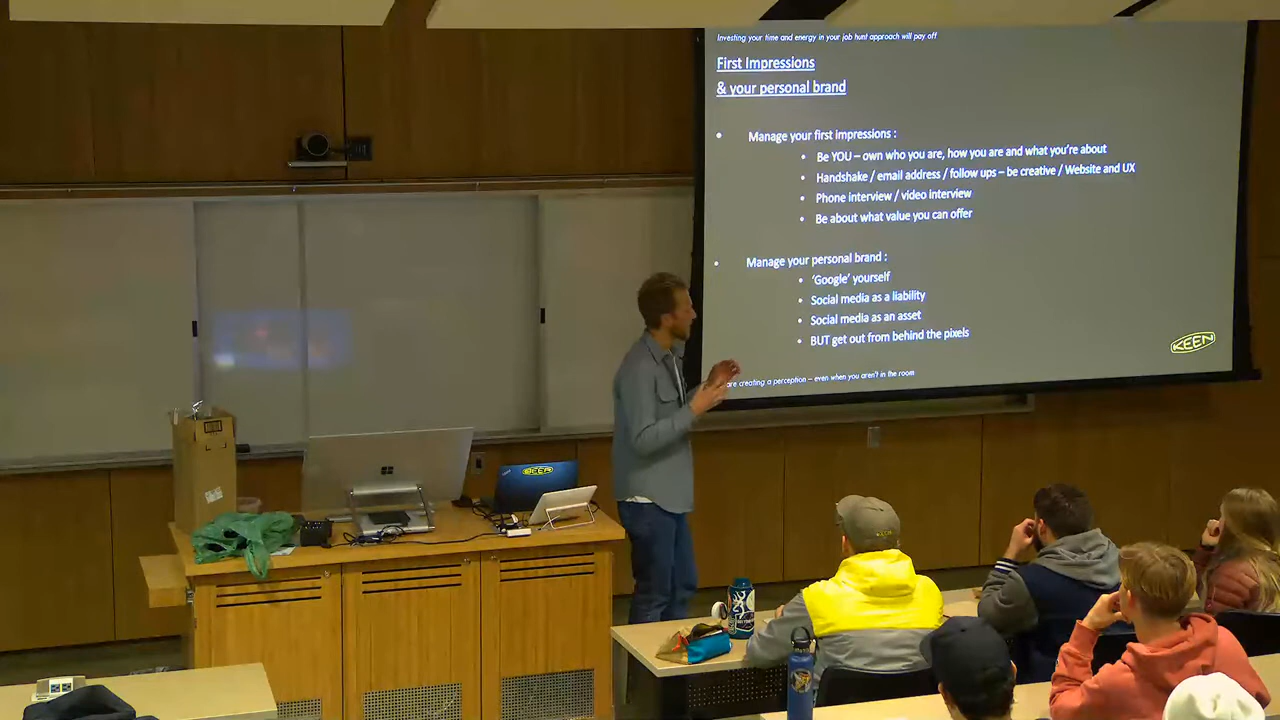 Investing your time and energy in your job hunt approach will pay off
First Impressions
& your personal brand
• Manage your first impressions :
• Be YOU – own who you are, how you are and what you're about
• Handshake / email address / follow ups – be creative / Website and UX
• Phone interview / video interview
• Be about what value you can offer
• Manage your personal brand :
• 'Google' yourself
• Social media as a liability
• Social media as an asset
• BUT get out from behind the pixels
KEEN
are creating a perception – even when you aren't in the room
KEEN